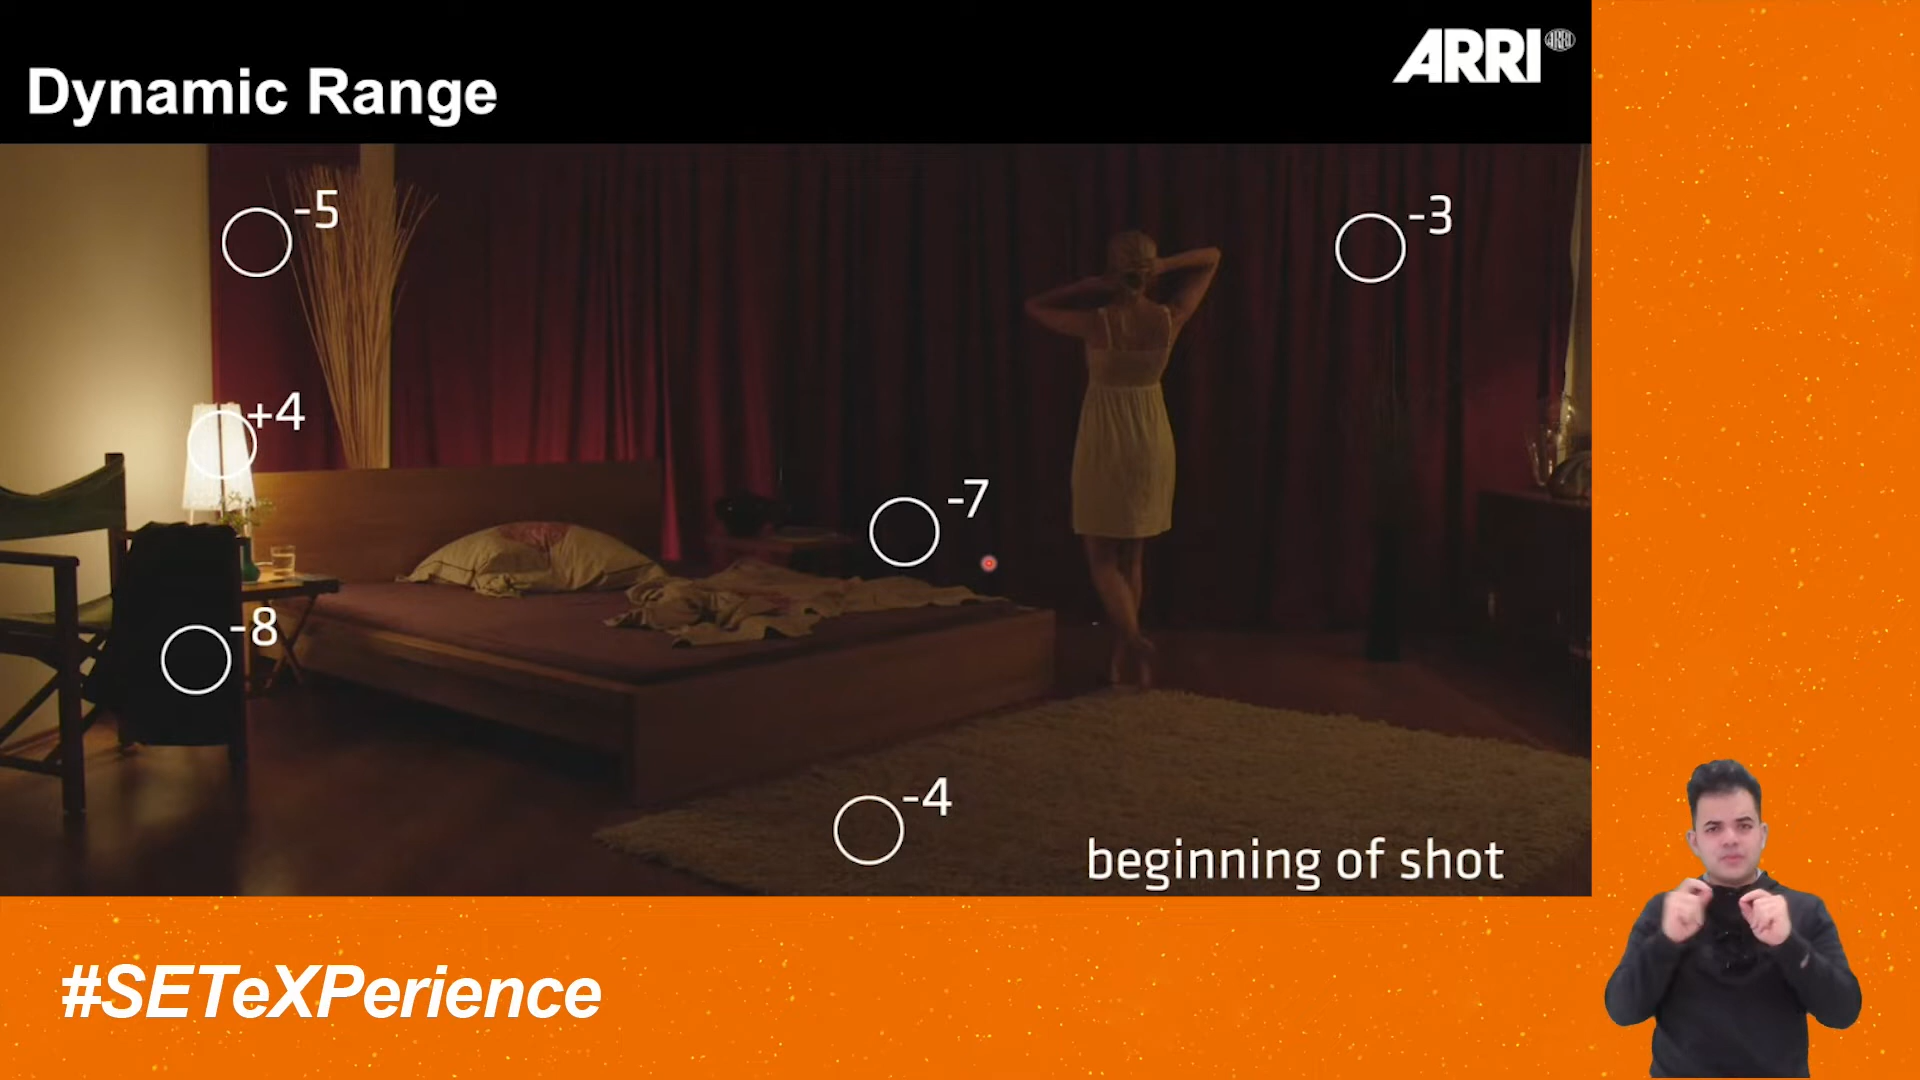 ARRI
Dynamic Range
-5
-3
+4
-7
-8
-4
beginning of shot
#SETeXPerience